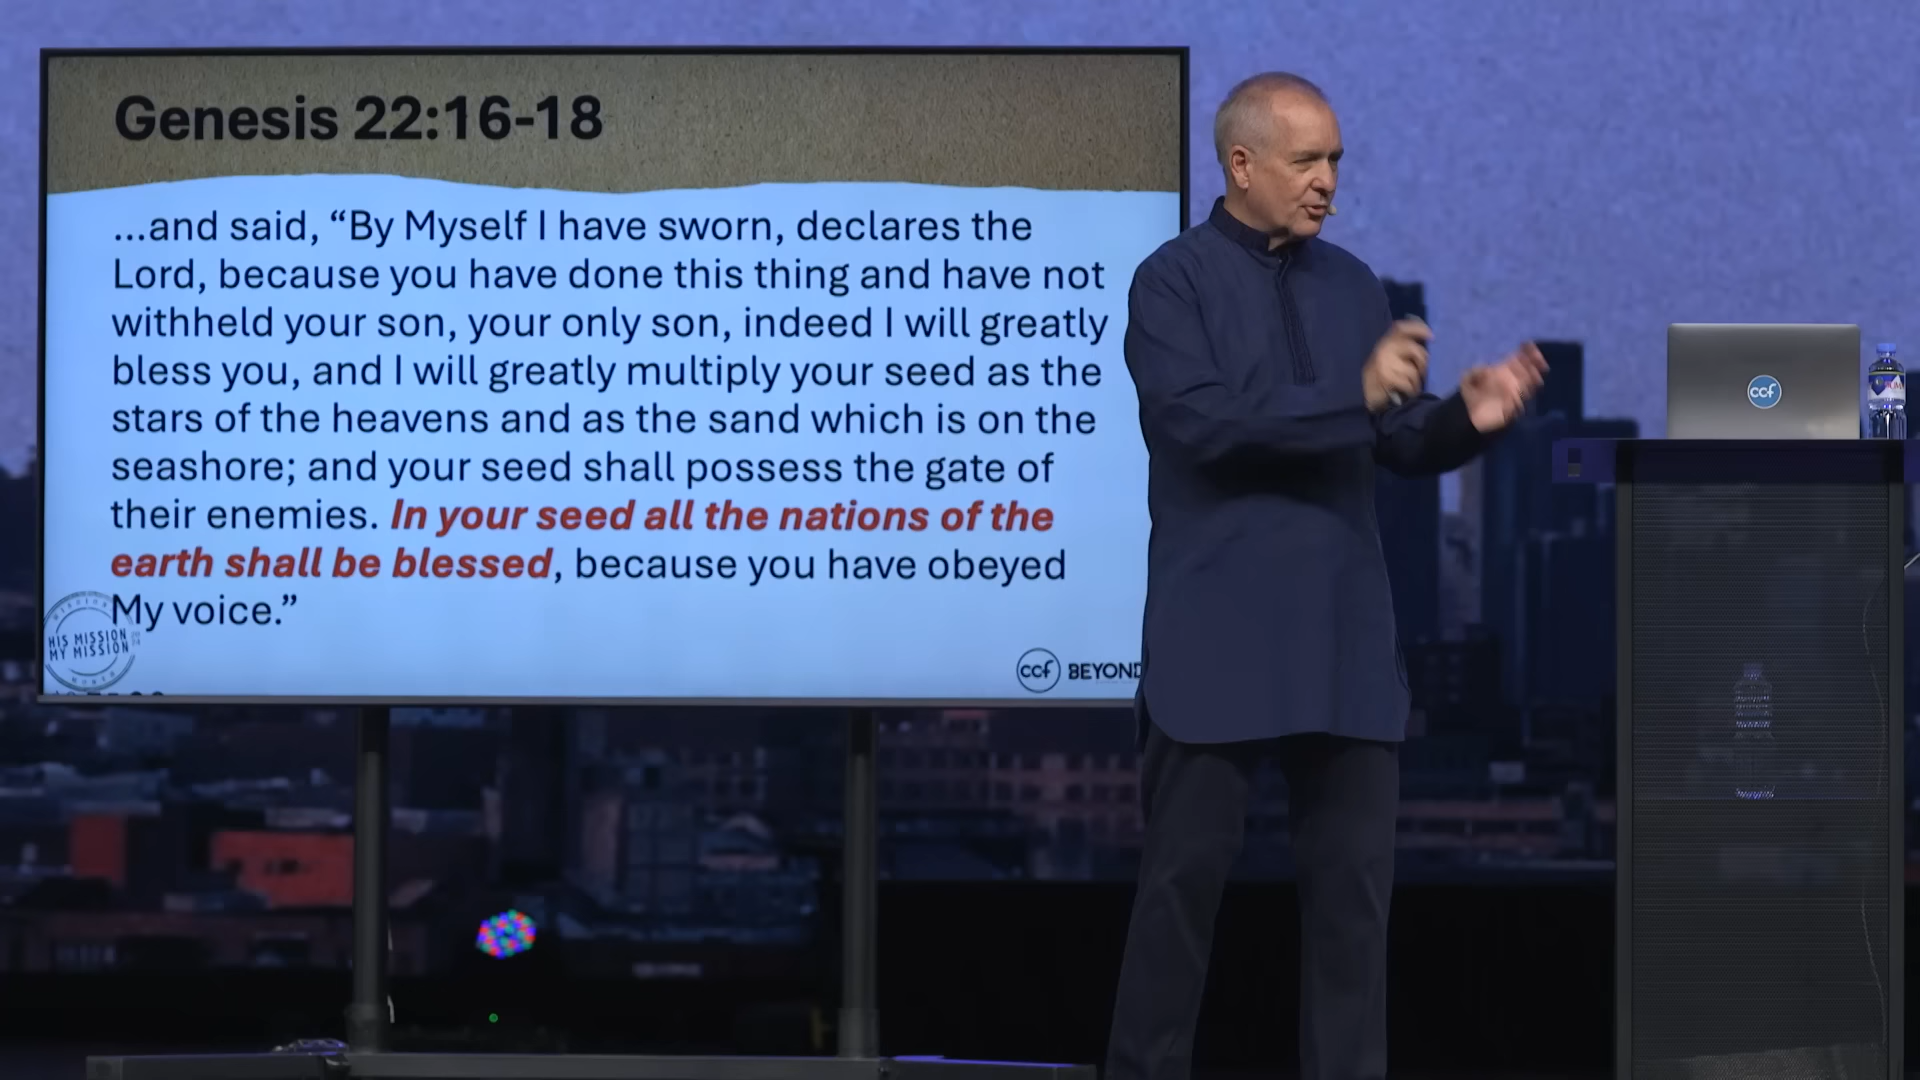 Genesis 22:16-18
...and said, “By Myself I have sworn, declares the
Lord, because you have done this thing and have not
withheld your son, your only son, indeed I will greatly
bless you, and I will greatly multiply your seed as the
stars of the heavens and as the sand which is on the
seashore; and your seed shall possess the gate of
their enemies. In your seed all the nations of the
earth shall be blessed, because you have obeyed
My voice.”
HIS MISSION
MY MISSION
ccf BEYOND
ccf